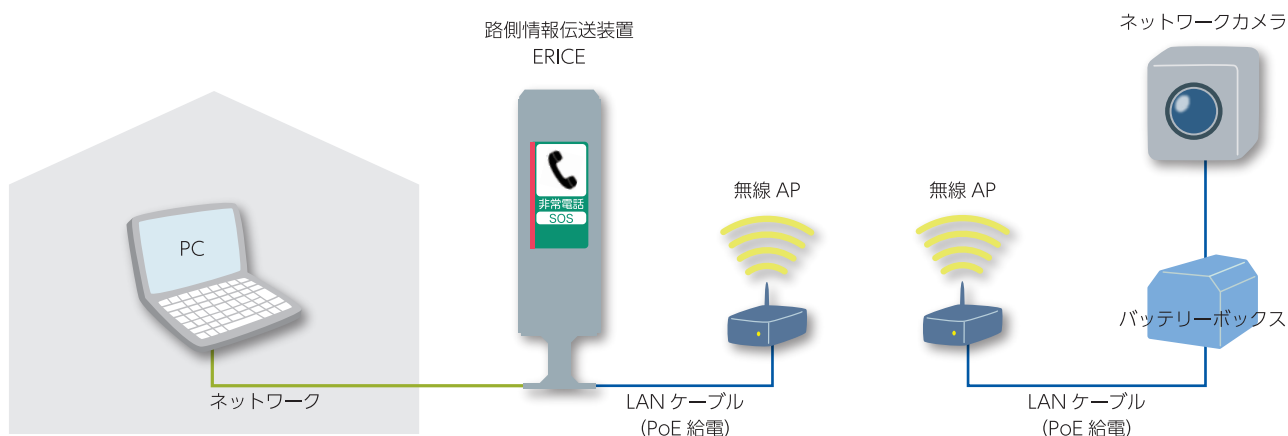 ネットワークカメラ
路側情報伝送装置
ERICE
無線 AP
無線 AP
非常電話
SOS
PC
バッテリーボックス
ネットワーク
LAN ケーブル
(PoE 給電)
LAN ケーブル
(PoE 給電)